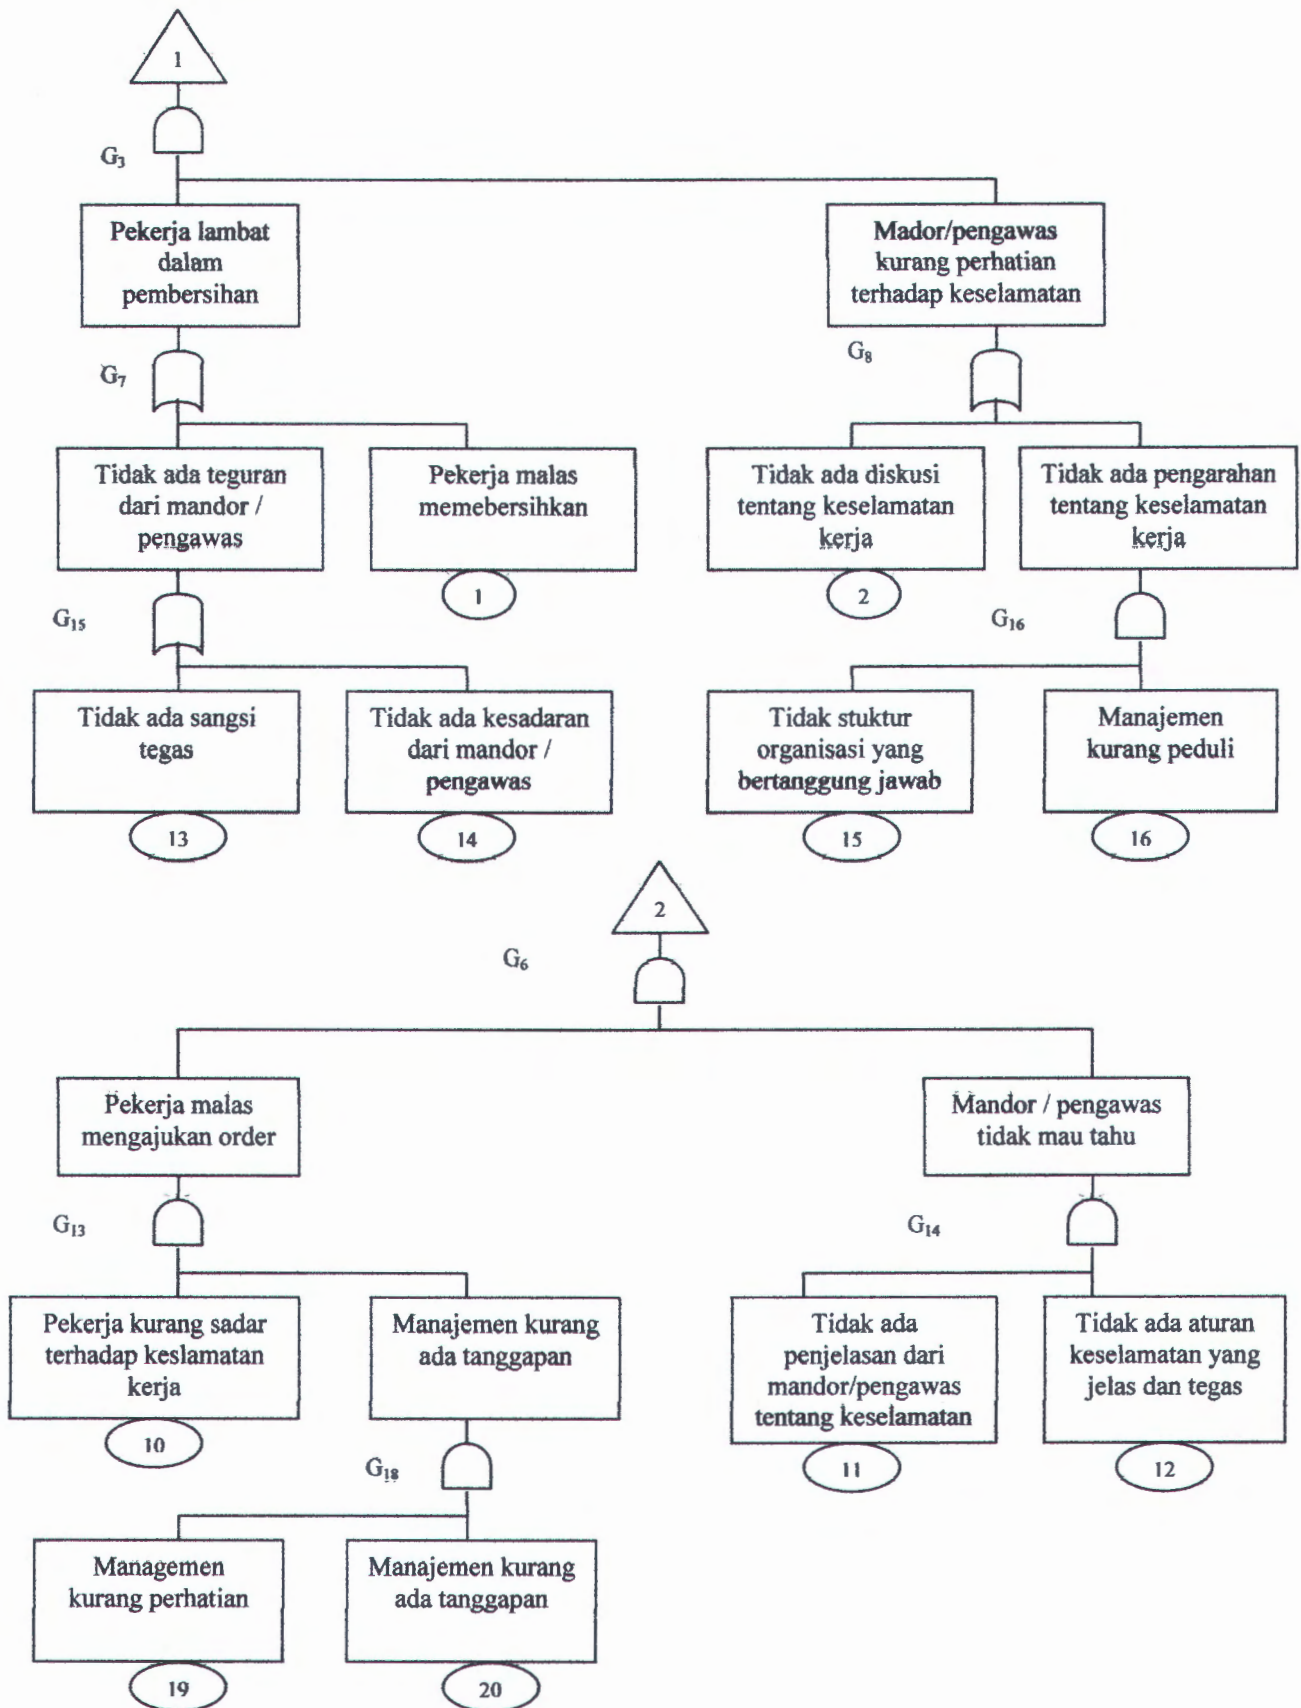 1
G3
Pekerja lambat
dalam
pembersihan
Mador/pengawas
kurang perhatian
terhadap keselamatan
G7
G8
Tidak ada teguran
dari mandor /
pengawas
Pekerja malas
memebersihkan
1
Tidak ada diskusi
tentang keselamatan
kerja
2
Tidak ada pengarahan
tentang keselamatan
kerja
G15
G16
Tidak ada sangsi
tegas
13
Tidak ada kesadaran
dari mandor /
pengawas
14
Tidak stuktur
organisasi yang
bertanggung jawab
15
Manajemen
kurang peduli
16
2
G6
Pekerja malas
mengajukan order
Mandor / pengawas
tidak mau tahu
G13
G14
Pekerja kurang sadar
terhadap keslamatan
kerja
10
Manajemen kurang
ada tanggapan
Tidak ada
penjelasan dari
mandor/pengawas
tentang keselamatan
11
Tidak ada aturan
keselamatan yang
jelas dan tegas
12
G18
Managemen
kurang perhatian
19
Manajemen kurang
ada tanggapan
20